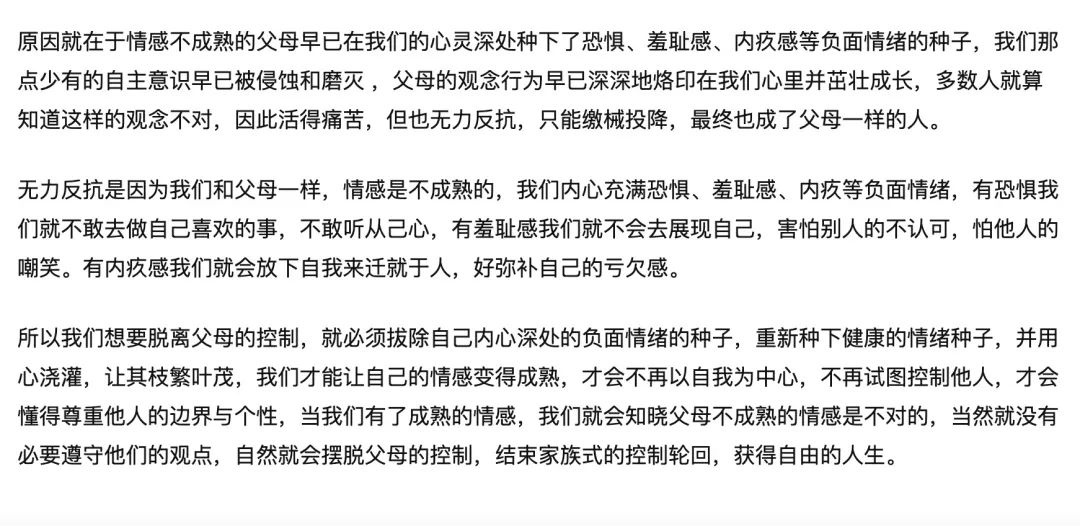 原因就在于情感不成熟的父母早已在我们的心灵深处种下了恐惧、羞耻感、内疚感等负面情绪的种子，我们那
点少有的自主意识早已被侵蚀和磨灭 ，父母的观念行为早已深深地烙印在我们心里并茁壮成长，多数人就算
知道这样的观念不对，因此活得痛苦，但也无力反抗，只能缴械投降，最终也成了父母一样的人。
无力反抗是因为我们和父母一样，情感是不成熟的，我们内心充满恐惧、羞耻感、内疚等负面情绪，有恐惧我
们就不敢去做自己喜欢的事，不敢听从己心，有羞耻感我们就不会去展现自己，害怕别人的不认可，怕他人的
嘲笑。有内疚感我们就会放下自我来迁就于人，好弥补自己的亏欠感。
所以我们想要脱离父母的控制，就必须拔除自己内心深处的负面情绪的种子，重新种下健康的情绪种子，并用
心浇灌，让其枝繁叶茂，我们才能让自己的情感变得成熟，才会不再以自我为中心，不再试图控制他人，才会
懂得尊重他人的边界与个性，当我们有了成熟的情感，我们就会知晓父母不成熟的情感是不对的，当然就没有
必要遵守他们的观点，自然就会摆脱父母的控制，结束家族式的控制轮回，获得自由的人生。